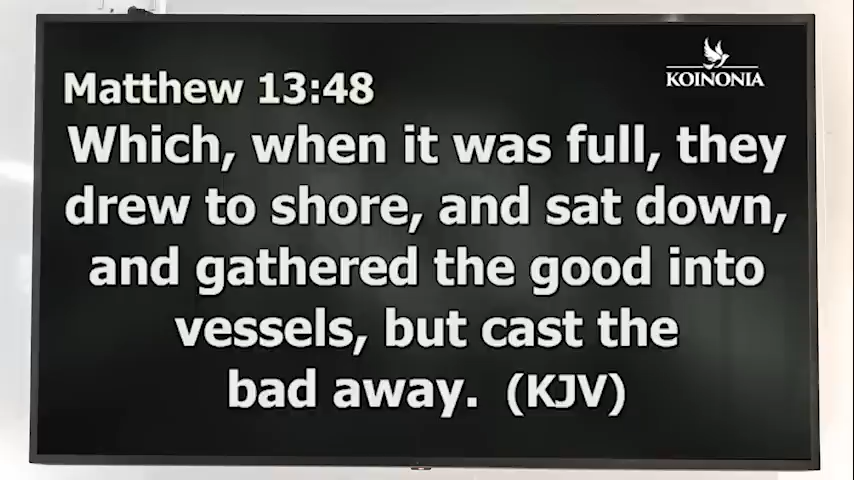 KOINONIA
Matthew 13:48
Which, when it was full, they
drew to shore, and sat down,
and gathered the good into
vessels, but cast the
bad away. (KJV)